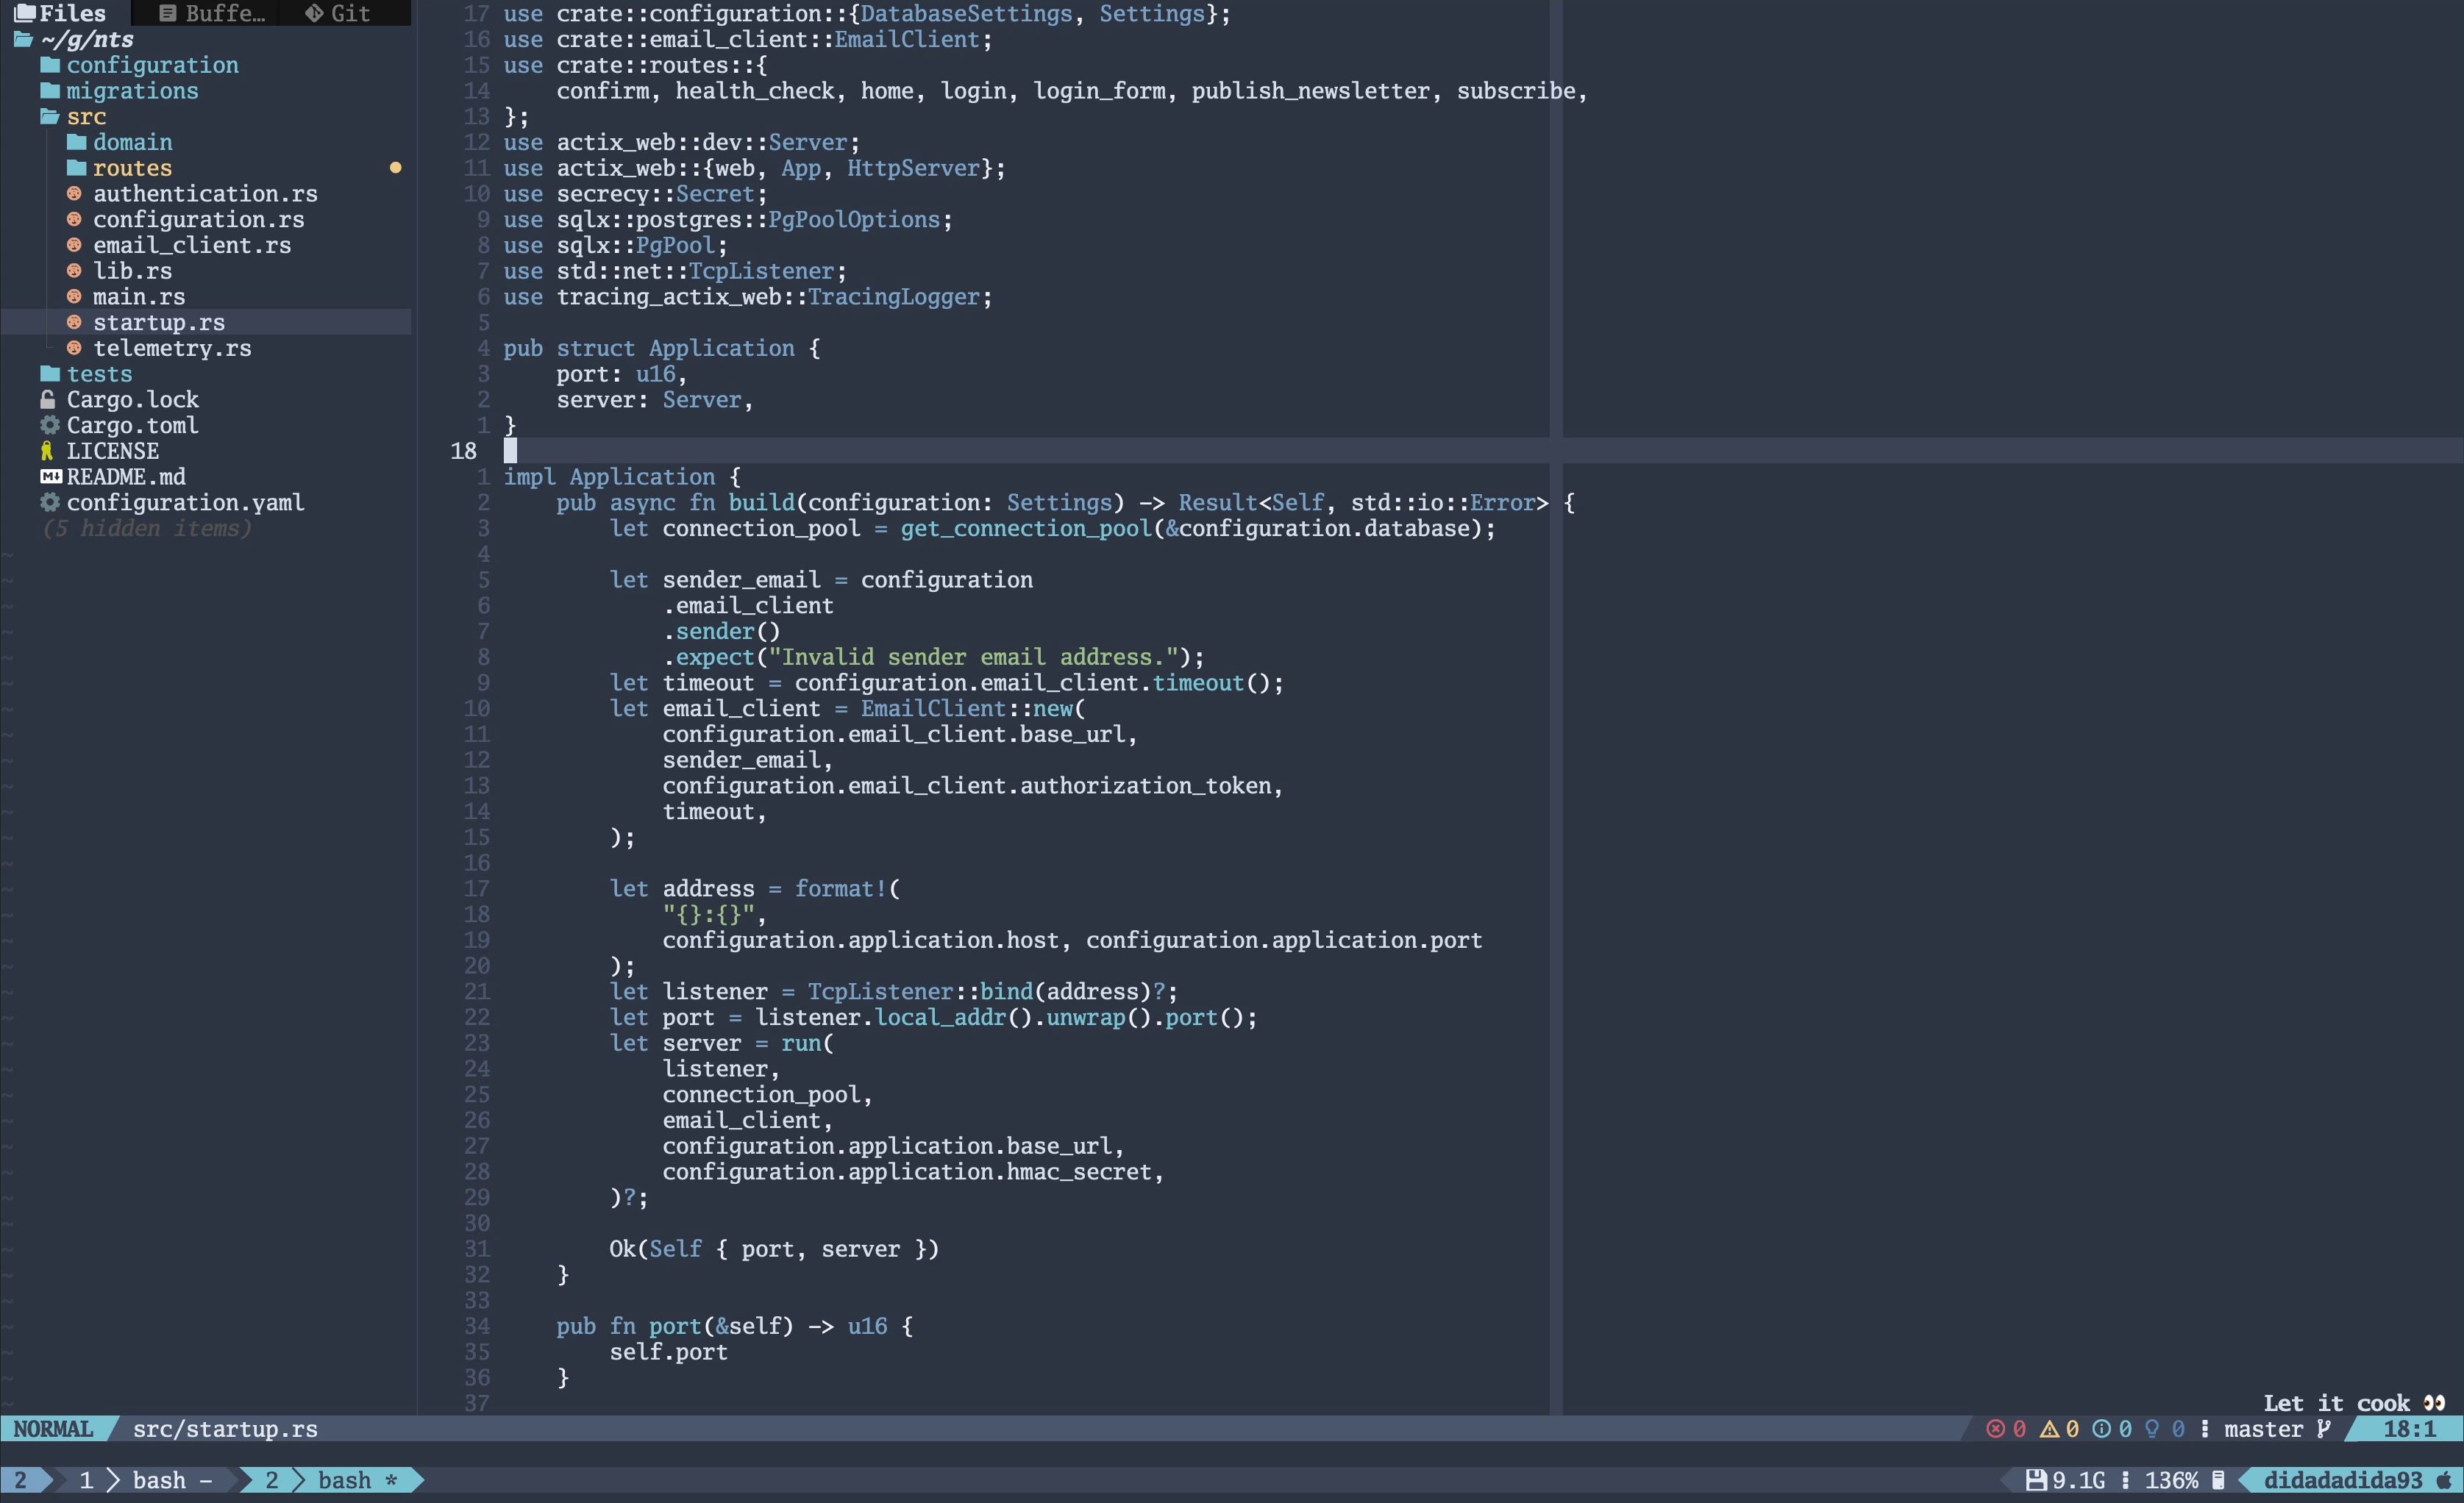 Files Buffe… Git
~/g/nts
configuration
migrations
src
domain
routes
authentication.rs
configuration.rs
email_client.rs
lib.rs
main.rs
startup.rs
telemetry.rs
tests
Cargo.lock
Cargo.toml
LICENSE
README.md
configuration.yaml
(5 hidden items)
17 use crate::configuration::{DatabaseSettings, Settings};
16 use crate::email_client::EmailClient;
15 use crate::routes::{
14     confirm, health_check, home, login, login_form, publish_newsletter, subscribe,
13 };
12 use actix_web::dev::Server;
11 use actix_web::{web, App, HttpServer};
10 use secrecy::Secret;
9 use sqlx::postgres::PgPoolOptions;
8 use sqlx::PgPool;
7 use std::net::TcpListener;
6 use tracing_actix_web::TracingLogger;
5
4 pub struct Application {
3     port: u16,
2     server: Server,
1 }
18
1 impl Application {
2     pub async fn build(configuration: Settings) -> Result<Self, std::io::Error> {
3         let connection_pool = get_connection_pool(&configuration.database);
4
5         let sender_email = configuration
6             .email_client
7             .sender()
8             .expect("Invalid sender email address.");
9         let timeout = configuration.email_client.timeout();
10         let email_client = EmailClient::new(
11             configuration.email_client.base_url,
12             sender_email,
13             configuration.email_client.authorization_token,
14             timeout,
15         );
16
17         let address = format!(
18             "{}:{}",
19             configuration.application.host, configuration.application.port
20         );
21         let listener = TcpListener::bind(address)?;
22         let port = listener.local_addr().unwrap().port();
23         let server = run(
24             listener,
25             connection_pool,
26             email_client,
27             configuration.application.base_url,
28             configuration.application.hmac_secret,
29         )?;
30
31         Ok(Self { port, server })
32     }
33
34     pub fn port(&self) -> u16 {
35         self.port
36     }
37
Let it cook 👀
NORMAL src/startup.rs 0 0 0 0 master 18:1
2 1 bash - 2 bash * 9.1G 136% didadadida93